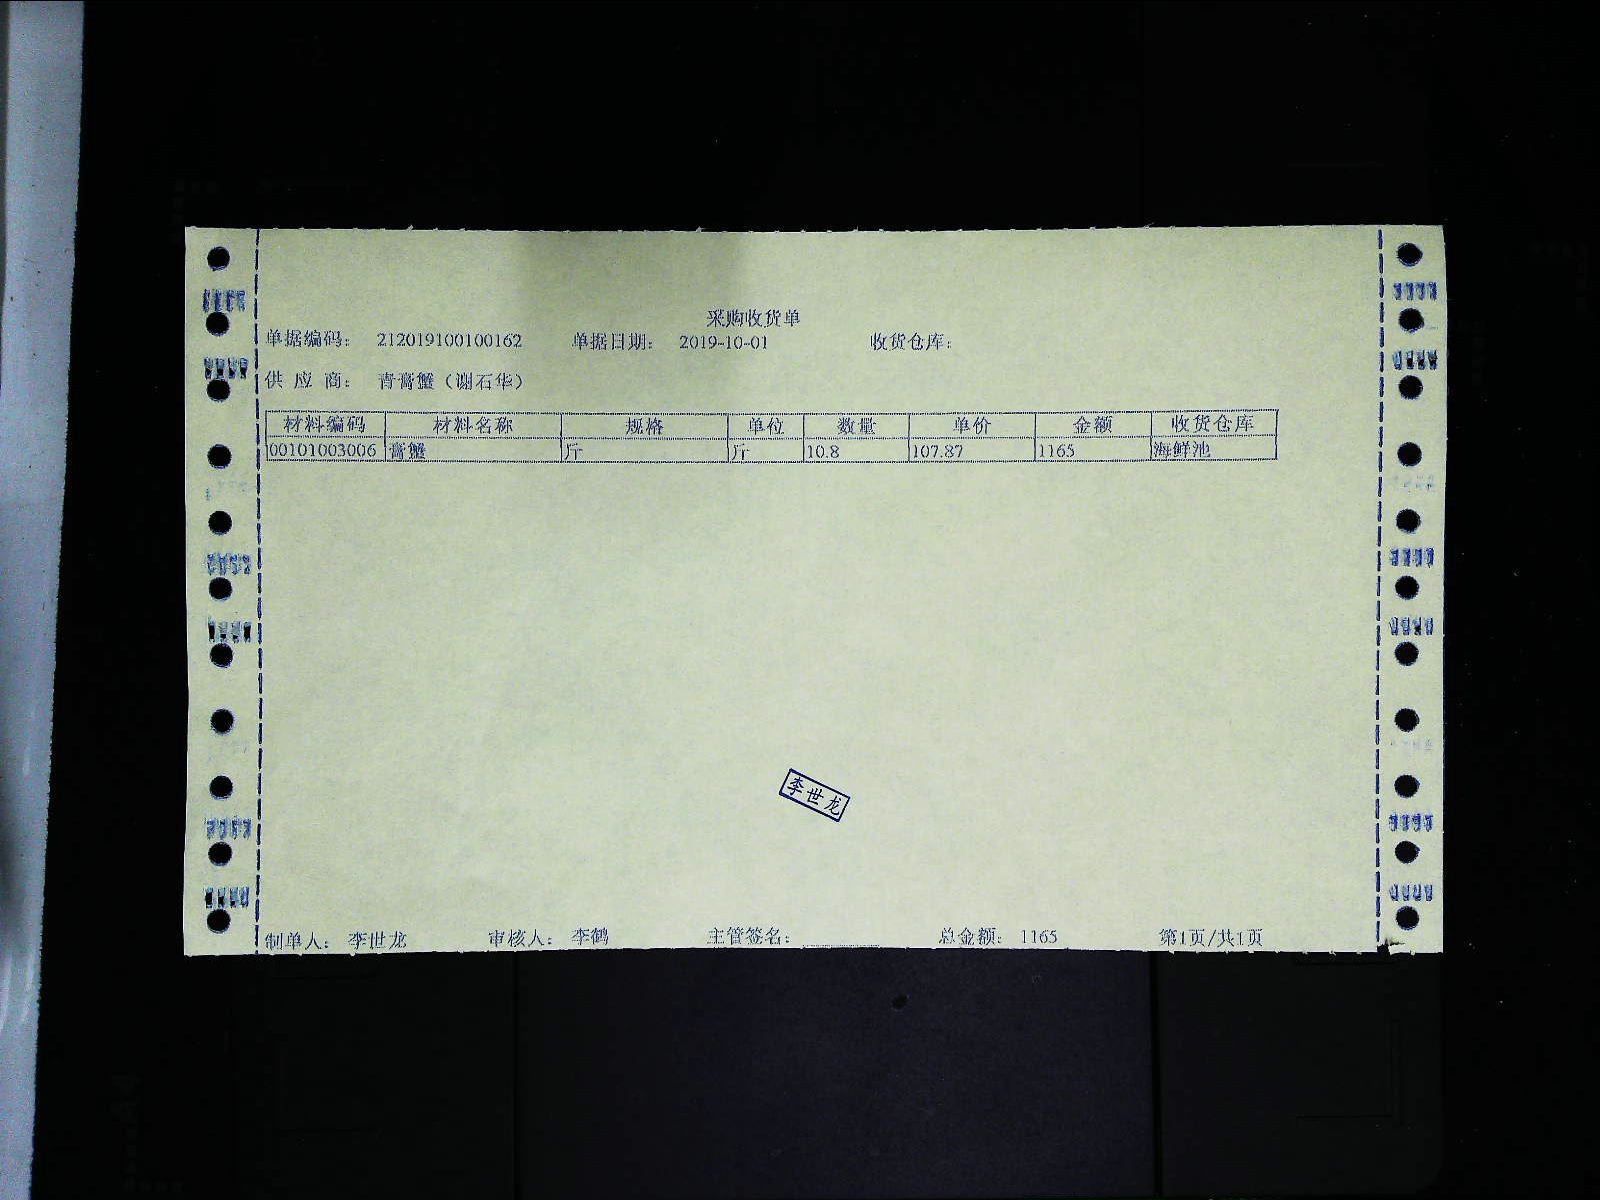 采购收货单
单据编码： 212019100100162 单据日期： 2019-10-01 收货仓库：
供 应 商： 青膏蟹（谢石华）
材料编码 材料名称 规格 单位 数量 单价 金额 收货仓库
00101003006 膏蟹 斤 斤 10.8 107.87 1165 海鲜池
李世龙
制单人： 李世龙 审核人： 李鹤 主管签名： 总金额： 1165 第1页/共1页